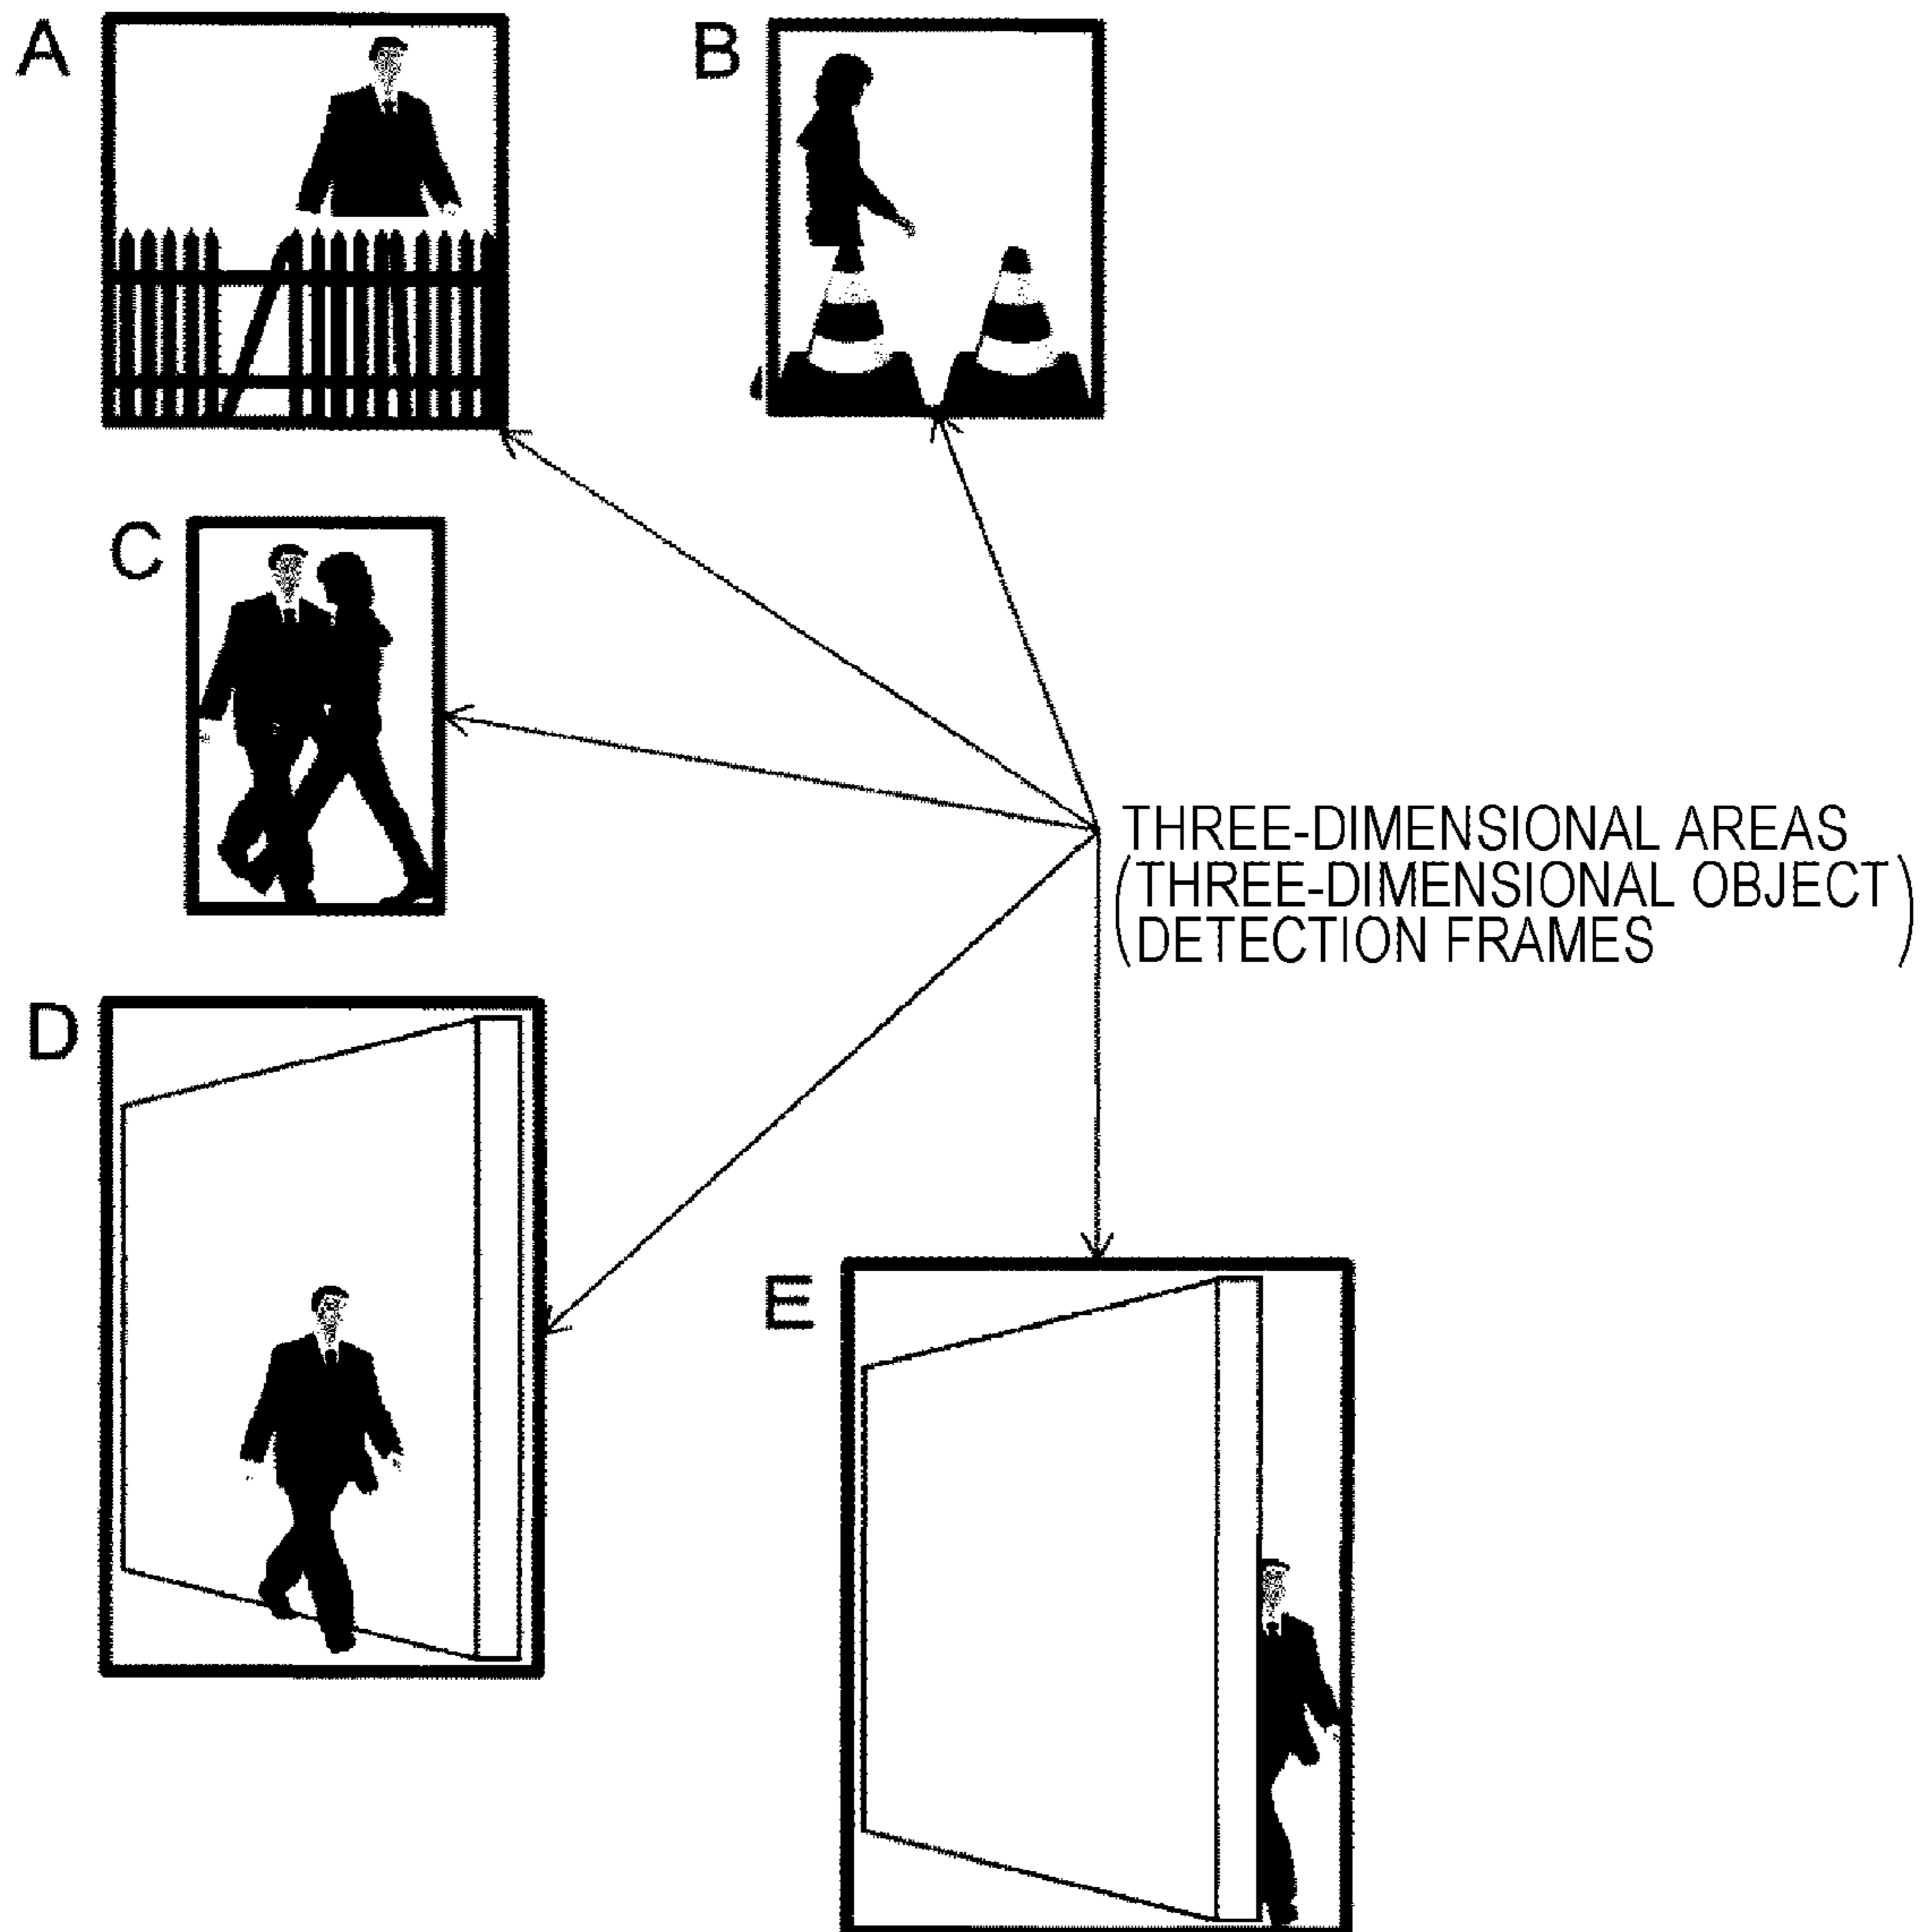 A
B
C
THREE-DIMENSIONAL AREAS
(THREE-DIMENSIONAL OBJECT
DETECTION FRAMES)
D
E